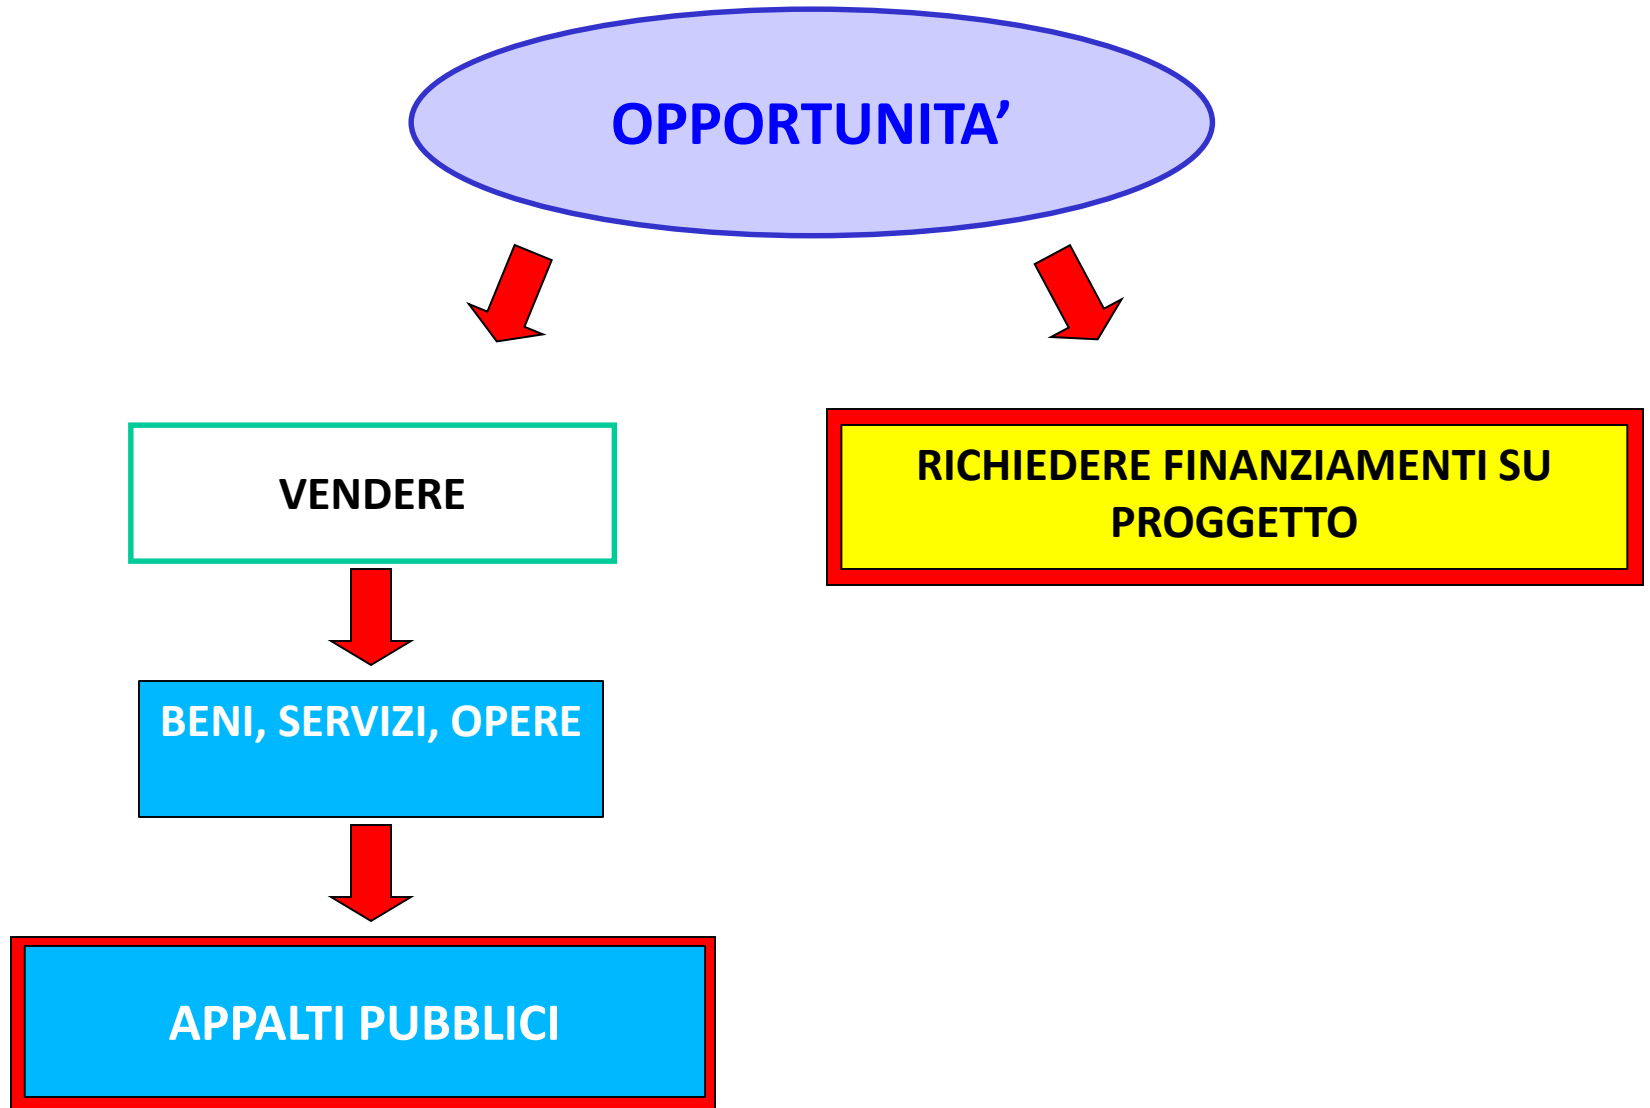 OPPORTUNITA’
VENDERE
RICHIEDERE FINANZIAMENTI SU
PROGGETTO
BENI, SERVIZI, OPERE
APPALTI PUBBLICI